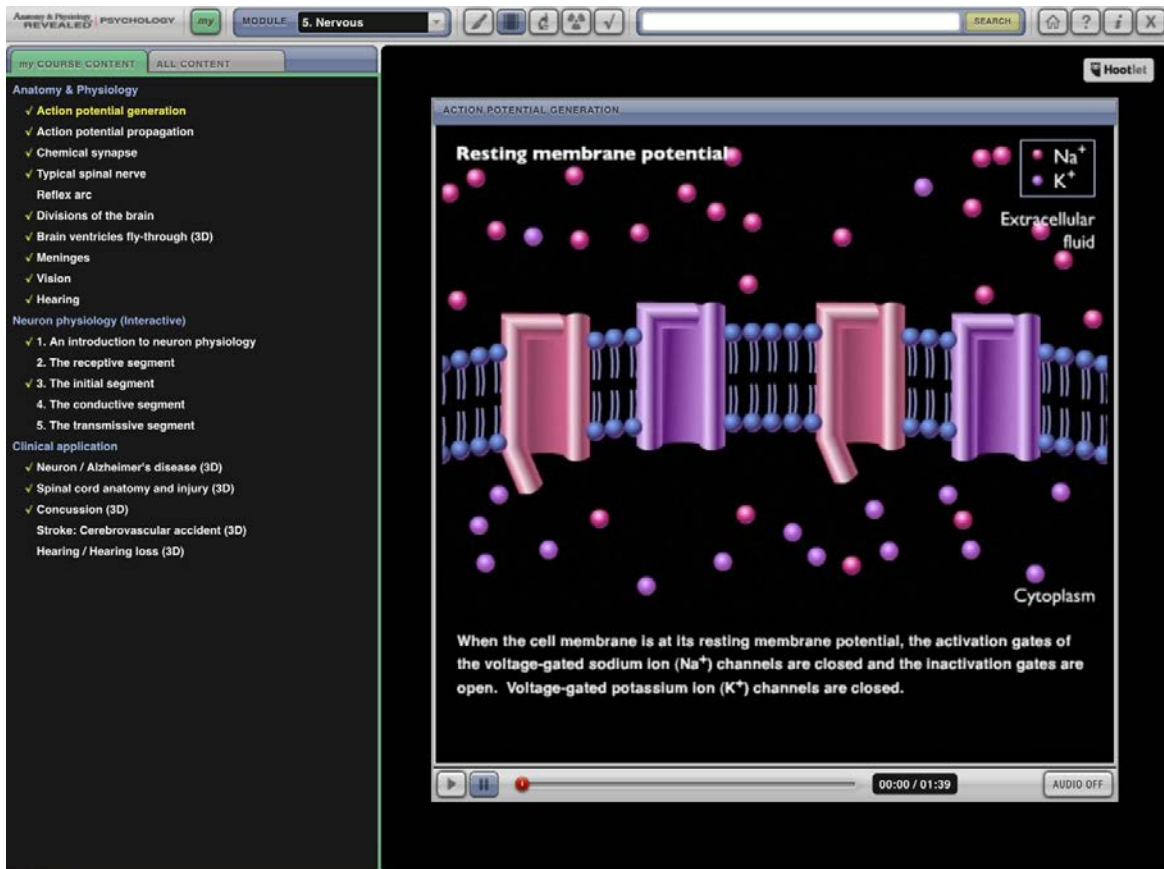 Anatomy & Physiology
REVEALED | PSYCHOLOGY
my
MODULE 5. Nervous
√
SEARCH
? i X
my COURSE CONTENT
ALL CONTENT
Anatomy & Physiology
√ Action potential generation
√ Action potential propagation
√ Chemical synapse
√ Typical spinal nerve
Reflex arc
√ Divisions of the brain
√ Brain ventricles fly-through (3D)
√ Meninges
√ Vision
√ Hearing
Neuron physiology (Interactive)
√ 1. An introduction to neuron physiology
2. The receptive segment
√ 3. The initial segment
4. The conductive segment
5. The transmissive segment
Clinical application
√ Neuron / Alzheimer's disease (3D)
√ Spinal cord anatomy and injury (3D)
√ Concussion (3D)
Stroke: Cerebrovascular accident (3D)
Hearing / Hearing loss (3D)
Hootlet
ACTION POTENTIAL GENERATION
Resting membrane potential
Na+
K+
Extracellular
fluid
Cytoplasm
When the cell membrane is at its resting membrane potential, the activation gates of
the voltage-gated sodium ion (Na+) channels are closed and the inactivation gates are
open. Voltage-gated potassium ion (K+) channels are closed.
00:00 / 01:39
AUDIO OFF